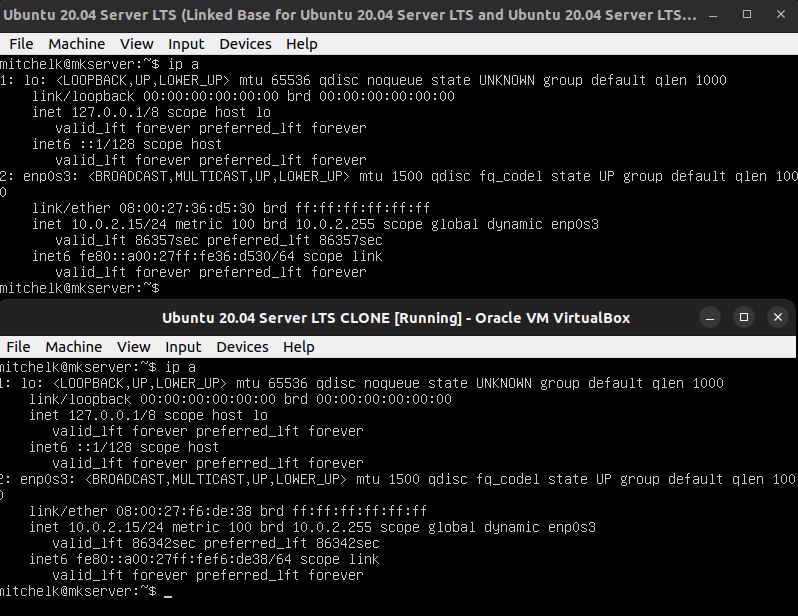 Ubuntu 20.04 Server LTS (Linked Base for Ubuntu 20.04 Server LTS and Ubuntu 20.04 Server LTS...
File Machine View Input Devices Help
mitchelk@mkserver:~$ ip a
1: lo: <LOOPBACK,UP,LOWER_UP> mtu 65536 qdisc noqueue state UNKNOWN group default qlen 1000
link/loopback 00:00:00:00:00:00 brd 00:00:00:00:00:00
inet 127.0.0.1/8 scope host lo
valid_lft forever preferred_lft forever
inet6 ::1/128 scope host
valid_lft forever preferred_lft forever
2: enp0s3: <BROADCAST,MULTICAST,UP,LOWER_UP> mtu 1500 qdisc fq_codel state UP group default qlen 100
0
link/ether 08:00:27:36:d5:30 brd ff:ff:ff:ff:ff:ff
inet 10.0.2.15/24 metric 100 brd 10.0.2.255 scope global dynamic enp0s3
valid_lft 86357sec preferred_lft 86357sec
inet6 fe80::a00:27ff:fe36:d530/64 scope link
valid_lft forever preferred_lft forever
mitchelk@mkserver:~$
Ubuntu 20.04 Server LTS CLONE [Running] - Oracle VM VirtualBox
File Machine View Input Devices Help
mitchelk@mkserver:~$ ip a
1: lo: <LOOPBACK,UP,LOWER_UP> mtu 65536 qdisc noqueue state UNKNOWN group default qlen 1000
link/loopback 00:00:00:00:00:00 brd 00:00:00:00:00:00
inet 127.0.0.1/8 scope host lo
valid_lft forever preferred_lft forever
inet6 ::1/128 scope host
valid_lft forever preferred_lft forever
2: enp0s3: <BROADCAST,MULTICAST,UP,LOWER_UP> mtu 1500 qdisc fq_codel state UP group default qlen 100
0
link/ether 08:00:27:f6:de:38 brd ff:ff:ff:ff:ff:ff
inet 10.0.2.15/24 metric 100 brd 10.0.2.255 scope global dynamic enp0s3
valid_lft 86342sec preferred_lft 86342sec
inet6 fe80::a00:27ff:fef6:de38/64 scope link
valid_lft forever preferred_lft forever
mitchelk@mkserver:~$ _